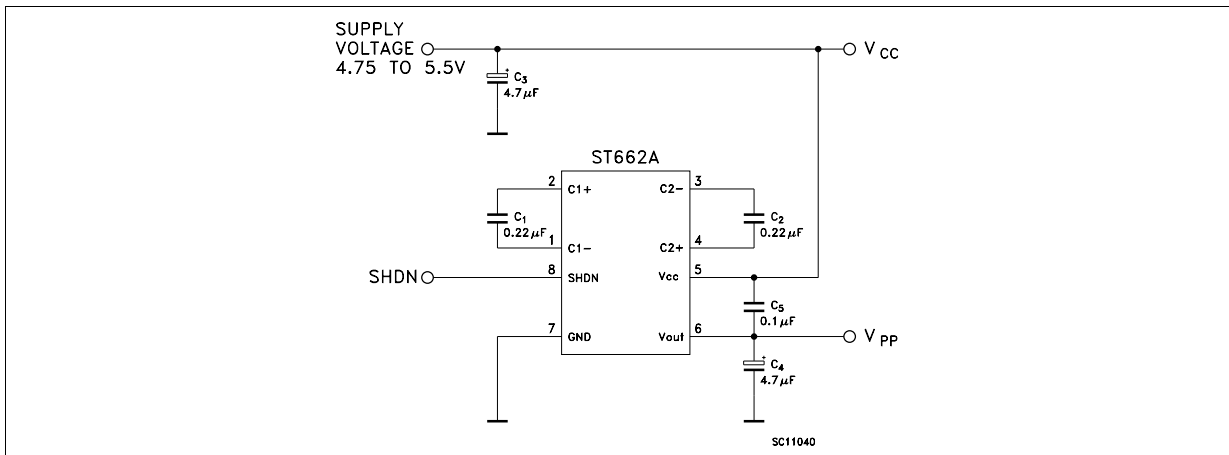 SUPPLY
VOLTAGE
4.75 TO 5.5V
VCC
C3
4.7µF
ST662A
2 C1+ C2- 3
C1
0.22µF
C2
0.22µF
1 C1- C2+ 4
SHDN 8 SHDN Vcc 5
C5
0.1µF
7 GND Vout 6 VPP
C4
4.7µF
SC11040